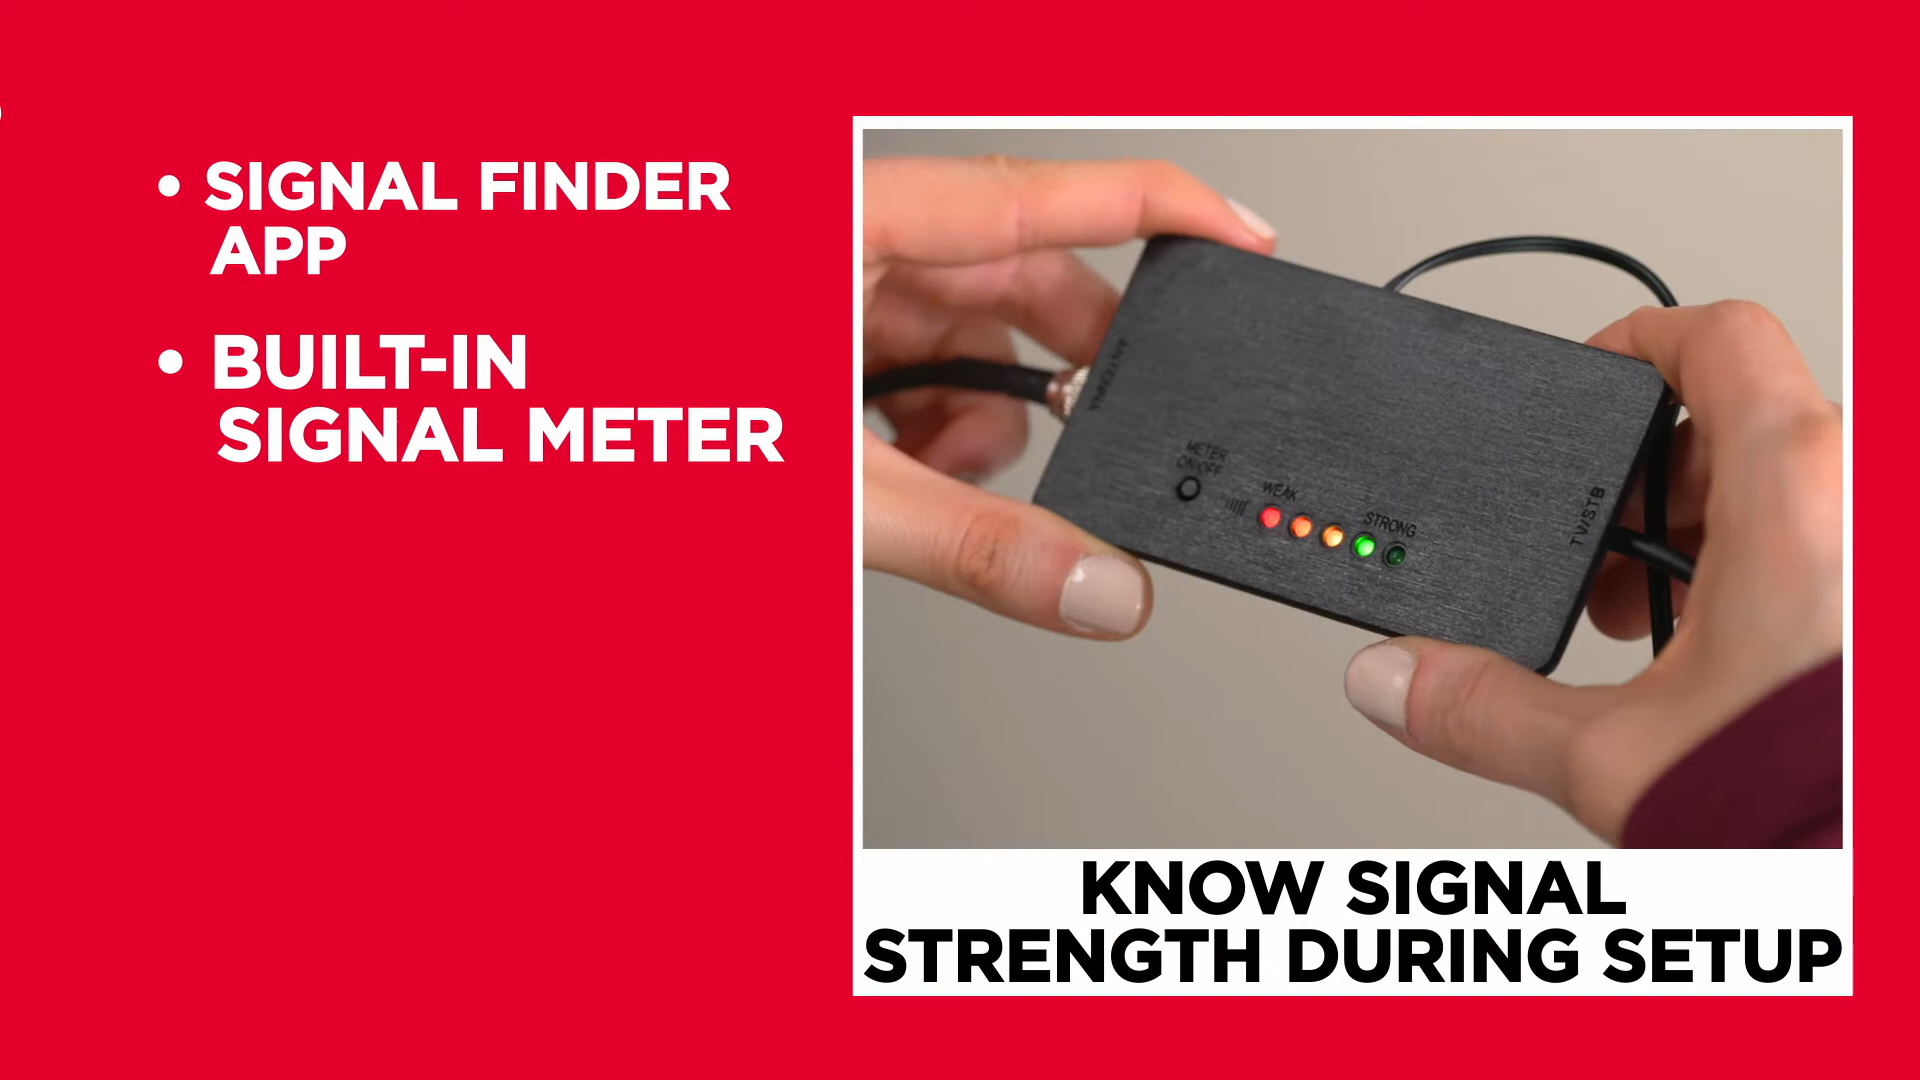 • SIGNAL FINDER
APP
• BUILT-IN
SIGNAL METER
METER
ON/OFF
WEAK
STRONG
TV/STB
KNOW SIGNAL
STRENGTH DURING SETUP